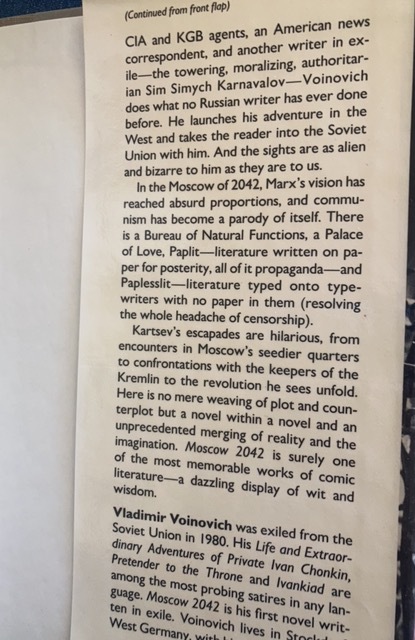 (Continued from front flap)
CIA and KGB agents, an American news
correspondent, and another writer in ex-
ile—the towering, moralizing, authoritar-
ian Sim Simych Karnavalov—Voinovich
does what no Russian writer has ever done
before. He launches his adventure in the
West and takes the reader into the Soviet
Union with him. And the sights are as alien
and bizarre to him as they are to us.
In the Moscow of 2042, Marx's vision has
reached absurd proportions, and commu-
nism has become a parody of itself. There
is a Bureau of Natural Functions, a Palace
of Love, Paplit—literature written on pa-
per for posterity, all of it propaganda—and
Paplesslit—literature typed onto type-
writers with no paper in them (resolving
the whole headache of censorship).
Kartsev's escapades are hilarious, from
encounters in Moscow's seedier quarters
to confrontations with the keepers of the
Kremlin to the revolution he sees unfold.
Here is no mere weaving of plot and coun-
terplot but a novel within a novel and an
unprecedented merging of reality and the
imagination. Moscow 2042 is surely one
of the most memorable works of comic
literature—a dazzling display of wit and
wisdom.
Vladimir Voinovich was exiled from the
Soviet Union in 1980. His Life and Extraor-
dinary Adventures of Private Ivan Chonkin,
Pretender to the Throne and Ivankiad are
among the most probing satires in any lan-
guage. Moscow 2042 is his first novel writ-
ten in exile. Voinovich lives in
West Germany,